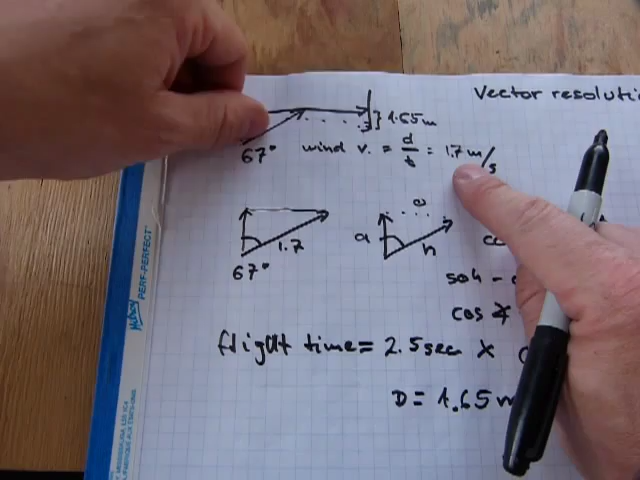 Vector resoluti
1.65m
67° wind v. = d/t = 1.7 m/s
1.7
67°
a
o
h
soh -
cos ∡
flight time = 2.5 sec x
D = 1.65 m
Hilroy PERF-PERFECT®